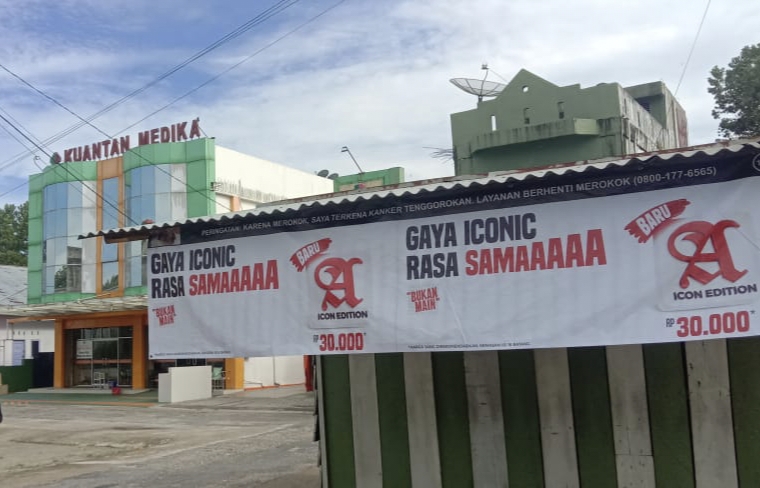 KUANTAN MEDIKA
PERINGATAN: KARENA MEROKOK, SAYA TERKENA KANKER TENGGOROKAN. LAYANAN BERHENTI MEROKOK (0800-177-6565)
GAYA ICONIC
RASA SAMAAAAA
"BUKAN
MAIN"
BARU
A
ICON EDITION
RP 30.000*
GAYA ICONIC
RASA SAMAAAAA
"BUKAN
MAIN"
BARU
A
ICON EDITION
RP 30.000*